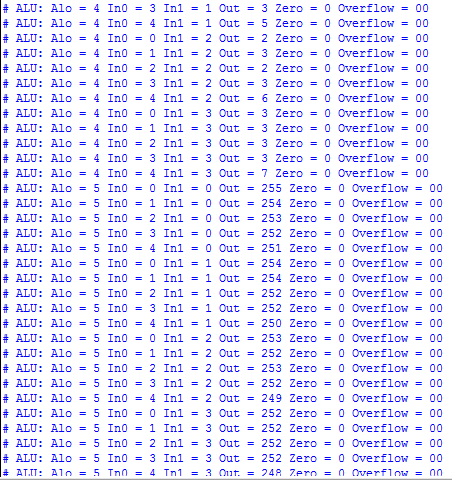 # ALU: Alo = 4 In0 = 3 In1 = 1 Out = 3 Zero = 0 Overflow = 00
# ALU: Alo = 4 In0 = 4 In1 = 1 Out = 5 Zero = 0 Overflow = 00
# ALU: Alo = 4 In0 = 0 In1 = 2 Out = 2 Zero = 0 Overflow = 00
# ALU: Alo = 4 In0 = 1 In1 = 2 Out = 3 Zero = 0 Overflow = 00
# ALU: Alo = 4 In0 = 2 In1 = 2 Out = 2 Zero = 0 Overflow = 00
# ALU: Alo = 4 In0 = 3 In1 = 2 Out = 3 Zero = 0 Overflow = 00
# ALU: Alo = 4 In0 = 4 In1 = 2 Out = 6 Zero = 0 Overflow = 00
# ALU: Alo = 4 In0 = 0 In1 = 3 Out = 3 Zero = 0 Overflow = 00
# ALU: Alo = 4 In0 = 1 In1 = 3 Out = 3 Zero = 0 Overflow = 00
# ALU: Alo = 4 In0 = 2 In1 = 3 Out = 3 Zero = 0 Overflow = 00
# ALU: Alo = 4 In0 = 3 In1 = 3 Out = 3 Zero = 0 Overflow = 00
# ALU: Alo = 4 In0 = 4 In1 = 3 Out = 7 Zero = 0 Overflow = 00
# ALU: Alo = 5 In0 = 0 In1 = 0 Out = 255 Zero = 0 Overflow = 00
# ALU: Alo = 5 In0 = 1 In1 = 0 Out = 254 Zero = 0 Overflow = 00
# ALU: Alo = 5 In0 = 2 In1 = 0 Out = 253 Zero = 0 Overflow = 00
# ALU: Alo = 5 In0 = 3 In1 = 0 Out = 252 Zero = 0 Overflow = 00
# ALU: Alo = 5 In0 = 4 In1 = 0 Out = 251 Zero = 0 Overflow = 00
# ALU: Alo = 5 In0 = 0 In1 = 1 Out = 254 Zero = 0 Overflow = 00
# ALU: Alo = 5 In0 = 1 In1 = 1 Out = 254 Zero = 0 Overflow = 00
# ALU: Alo = 5 In0 = 2 In1 = 1 Out = 252 Zero = 0 Overflow = 00
# ALU: Alo = 5 In0 = 3 In1 = 1 Out = 252 Zero = 0 Overflow = 00
# ALU: Alo = 5 In0 = 4 In1 = 1 Out = 250 Zero = 0 Overflow = 00
# ALU: Alo = 5 In0 = 0 In1 = 2 Out = 253 Zero = 0 Overflow = 00
# ALU: Alo = 5 In0 = 1 In1 = 2 Out = 252 Zero = 0 Overflow = 00
# ALU: Alo = 5 In0 = 2 In1 = 2 Out = 253 Zero = 0 Overflow = 00
# ALU: Alo = 5 In0 = 3 In1 = 2 Out = 252 Zero = 0 Overflow = 00
# ALU: Alo = 5 In0 = 4 In1 = 2 Out = 249 Zero = 0 Overflow = 00
# ALU: Alo = 5 In0 = 0 In1 = 3 Out = 252 Zero = 0 Overflow = 00
# ALU: Alo = 5 In0 = 1 In1 = 3 Out = 252 Zero = 0 Overflow = 00
# ALU: Alo = 5 In0 = 2 In1 = 3 Out = 252 Zero = 0 Overflow = 00
# ALU: Alo = 5 In0 = 3 In1 = 3 Out = 252 Zero = 0 Overflow = 00
# ALU: Alo = 5 In0 = 4 In1 = 3 Out = 248 Zero = 0 Overflow = 00